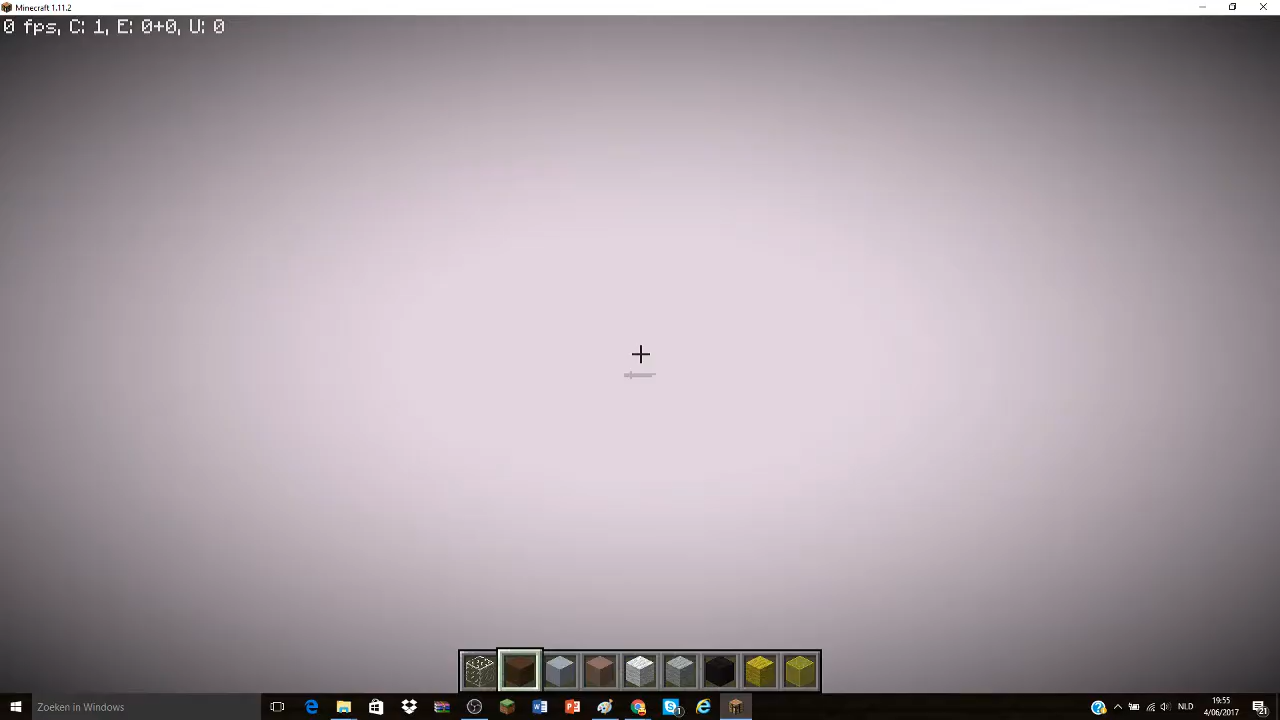 Minecraft 1.11.2
0 fps, C: 1, E: 0+0, U: 0
Zoeken in Windows
1
NLD
19:55
4/06/2017